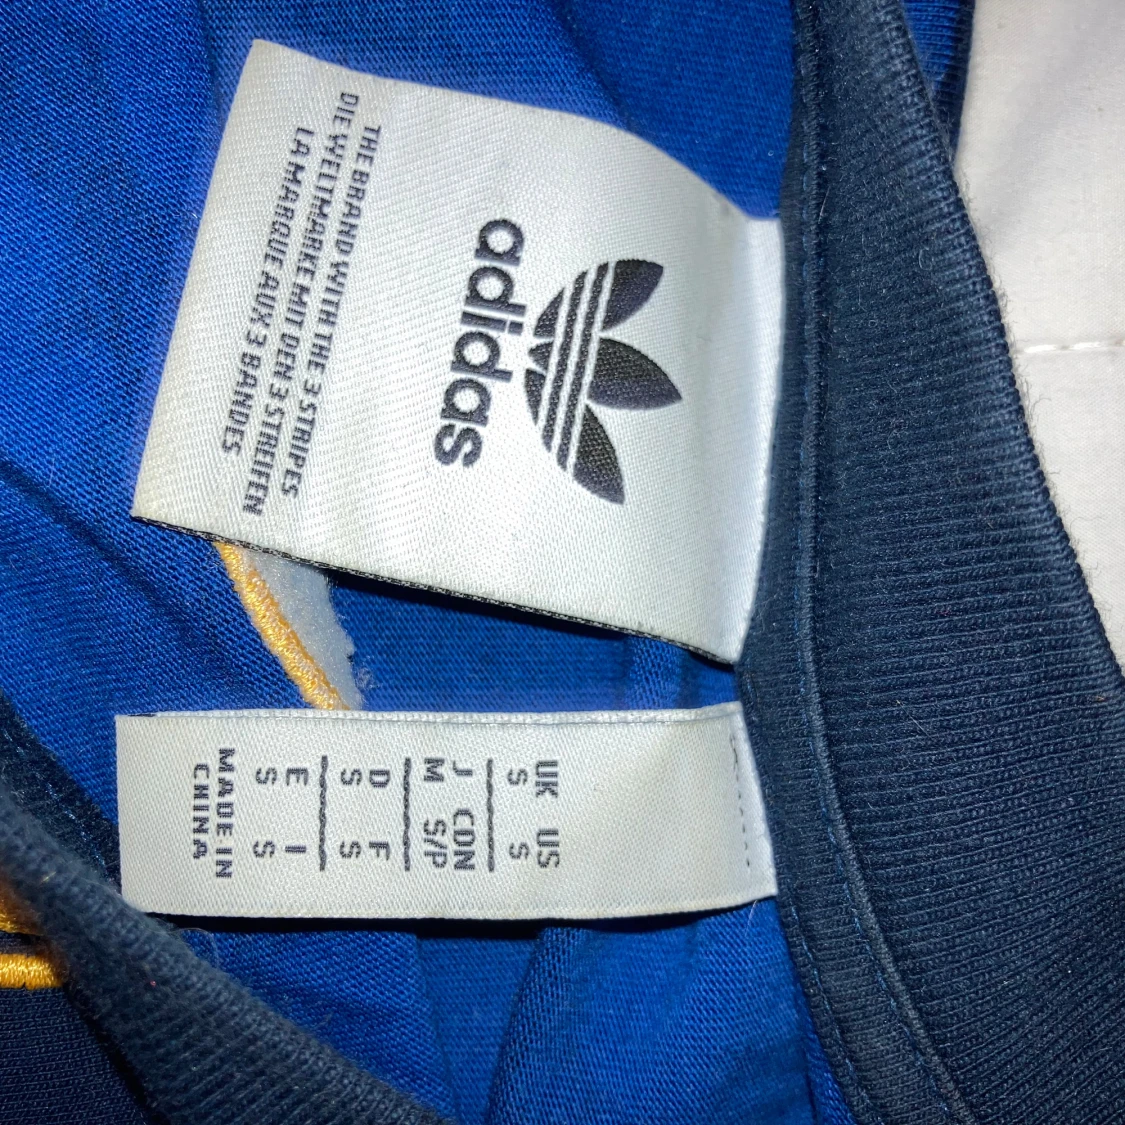 adidas
THE BRAND WITH THE 3 STRIPES
DIE WELTMARKE MIT DEN 3 STREIFEN
LA MARQUE AUX 3 BANDES
UK US
S S
J CDN
M S/P
D F
S S
E I
S S
MADE IN
CHINA